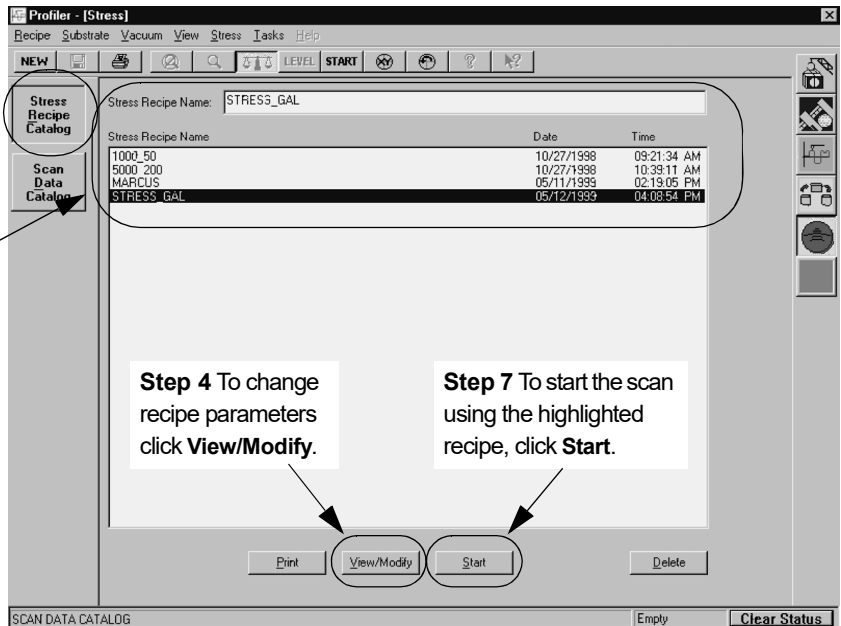 Profiler - [Stress]
Recipe Substrate Vacuum View Stress Tasks Help
NEW LEVEL START XY ? ?
Stress
Recipe
Catalog
Scan
Data
Catalog
Stress Recipe Name: STRESS_GAL
Stress Recipe Name Date Time
1000_50 10/27/1998 09:21:34 AM
5000 200 10/27/1998 10:39:11 AM
MARCUS 05/11/1999 02:19:05 PM
STRESS_GAL 05/12/1999 04:08:54 PM
Step 4 To change
recipe parameters
click View/Modify.
Step 7 To start the scan
using the highlighted
recipe, click Start.
Print View/Modify Start Delete
SCAN DATA CATALOG Empty Clear Status